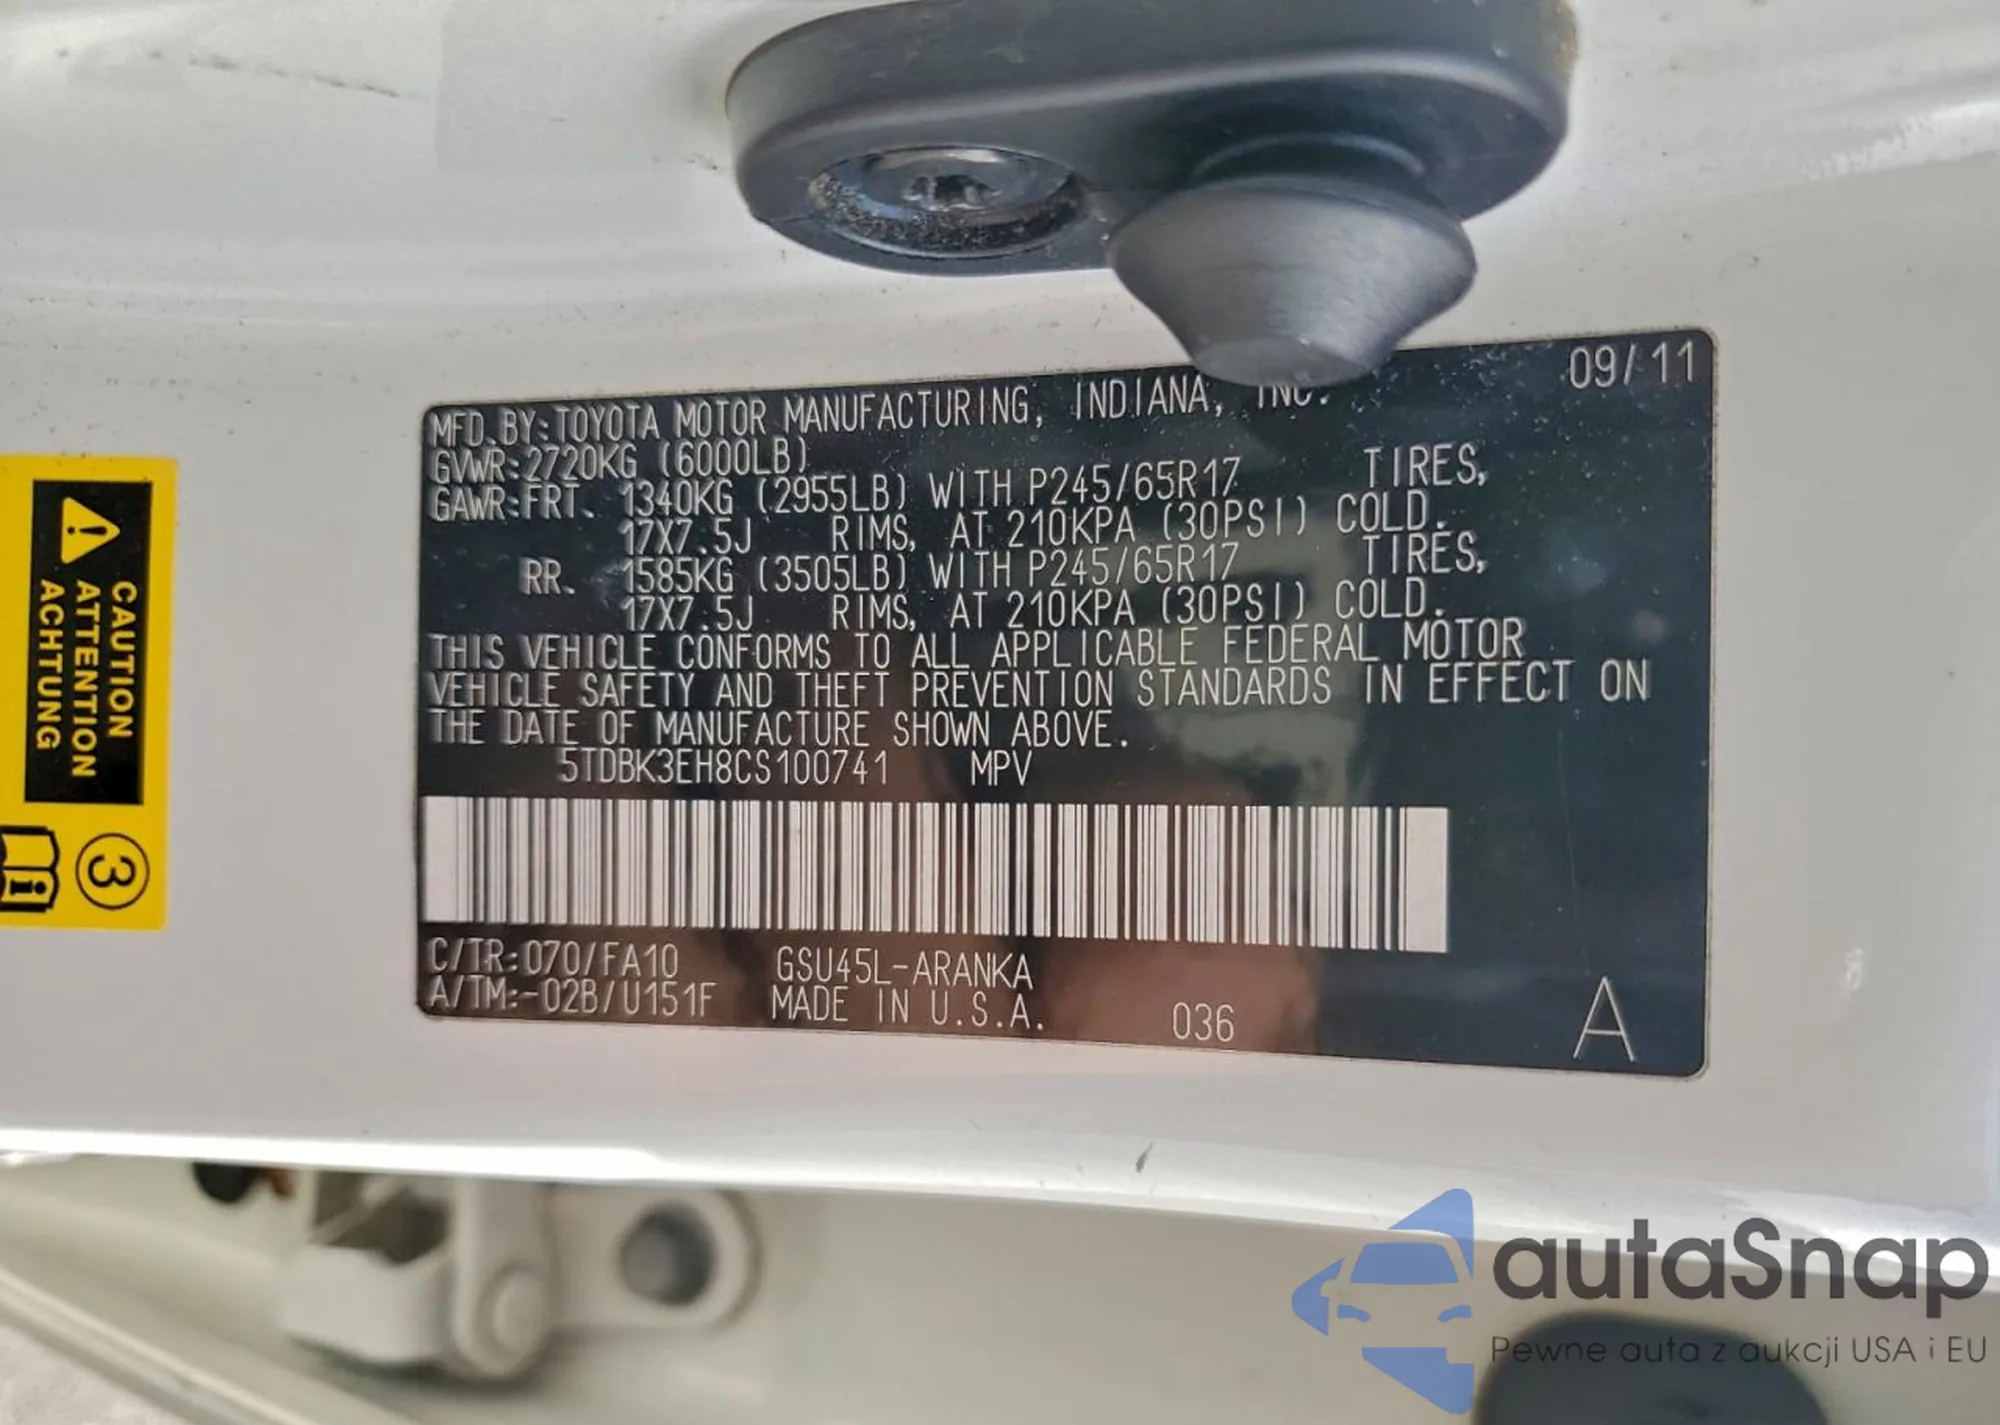 09/11
MFD.BY:TOYOTA MOTOR MANUFACTURING, INDIANA, INC.
GVWR:2720KG (6000LB)
GAWR:FRT. 1340KG (2955LB) WITH P245/65R17 TIRES,
17X7.5J RIMS, AT 210KPA (30PSI) COLD.
RR. 1585KG (3505LB) WITH P245/65R17 TIRES,
17X7.5J RIMS, AT 210KPA (30PSI) COLD.
THIS VEHICLE CONFORMS TO ALL APPLICABLE FEDERAL MOTOR
VEHICLE SAFETY AND THEFT PREVENTION STANDARDS IN EFFECT ON
THE DATE OF MANUFACTURE SHOWN ABOVE.
5TDBK3EH8CS100741 MPV
C/TR:070/FA10 GSU45L-ARANKA
A/TM:-02B/U151F MADE IN U.S.A. 036
A
CAUTION
ATTENTION
ACHTUNG
3
i
autaSnap
Pewne auta z aukcji USA i EU